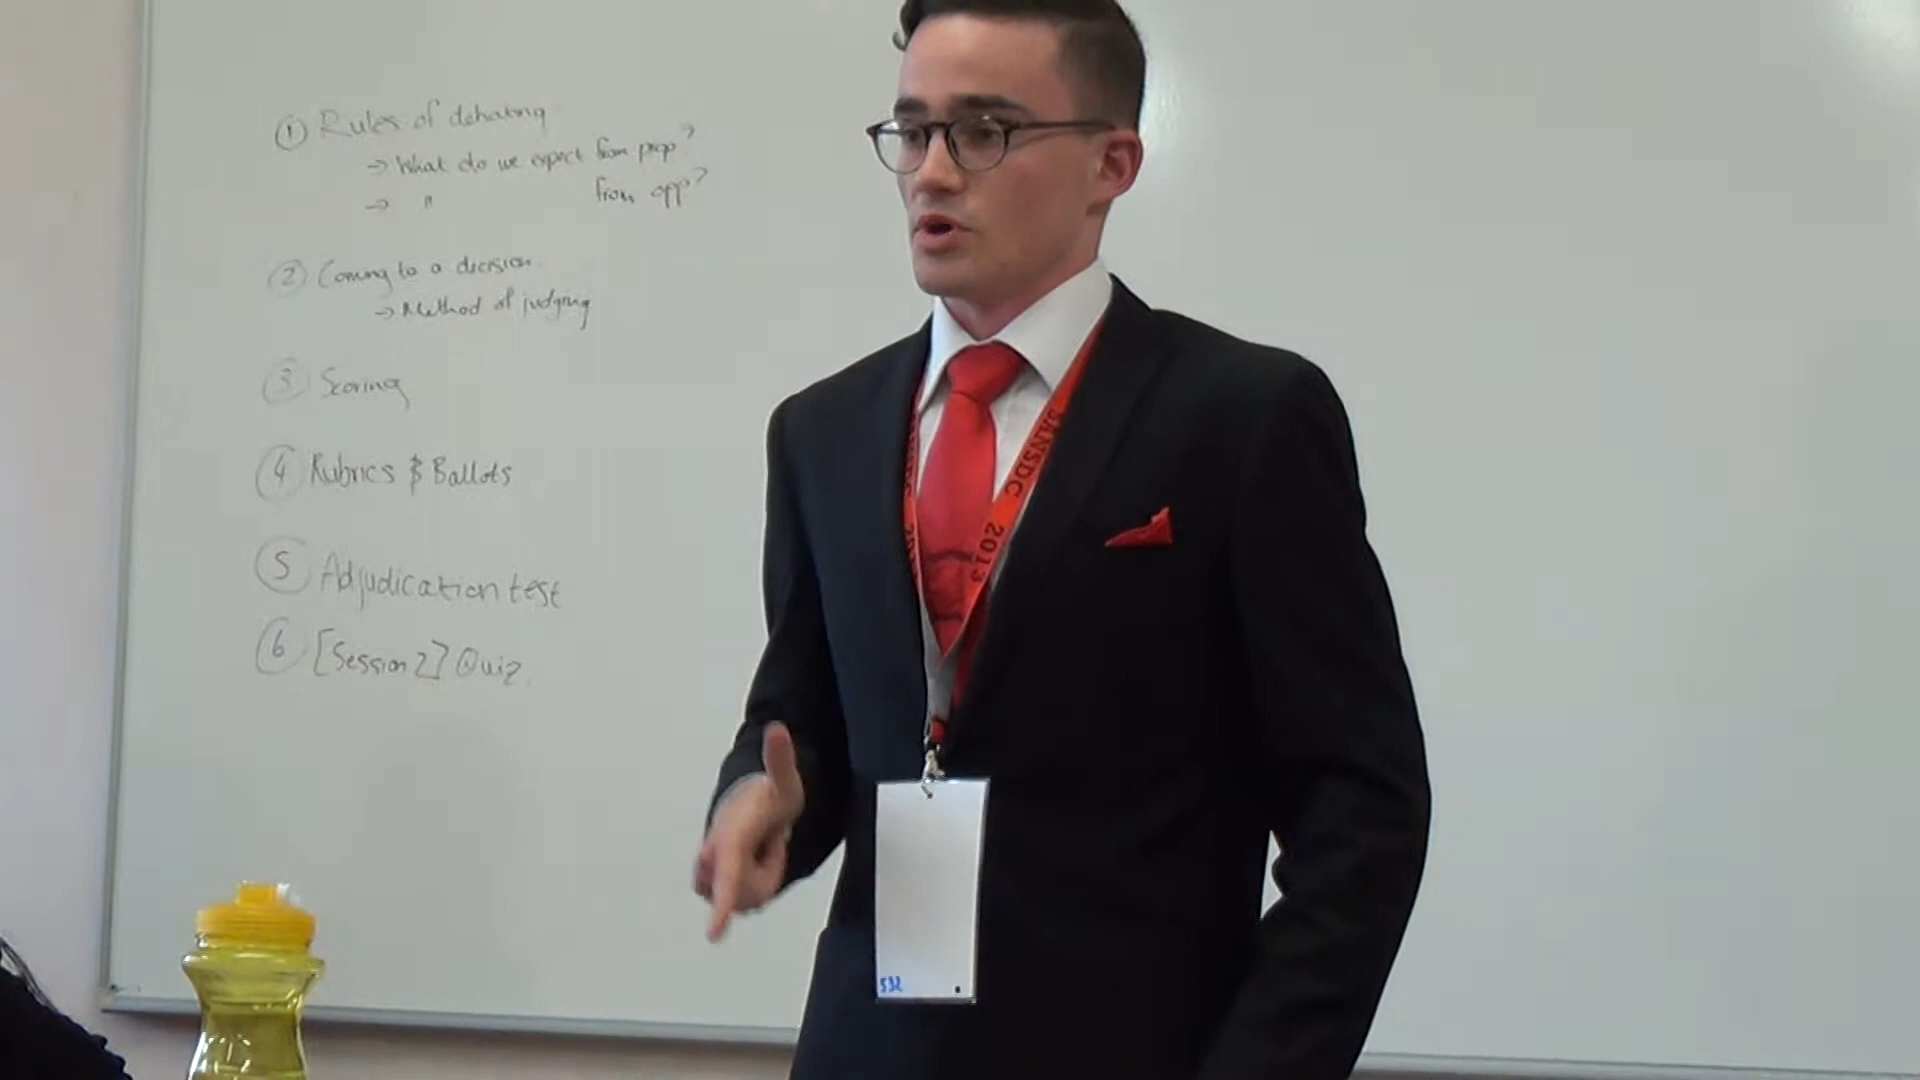 ① Rules of debating
→ What do we expect from prop?
→ " from opp?
② Coming to a decision.
→ Method of judging
③ Scoring
④ Rubrics & Ballots
⑤ Adjudication test
⑥ [Session 2] Quiz.
SANSDC 2013